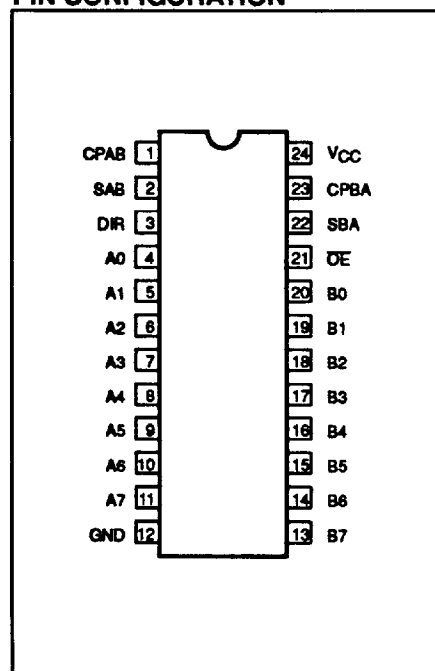 PIN CONFIGURATION
CPAB 1 24 VCC
SAB 2 23 CPBA
DIR 3 22 SBA
A0 4 21 O̅E̅
A1 5 20 B0
A2 6 19 B1
A3 7 18 B2
A4 8 17 B3
A5 9 16 B4
A6 10 15 B5
A7 11 14 B6
GND 12 13 B7